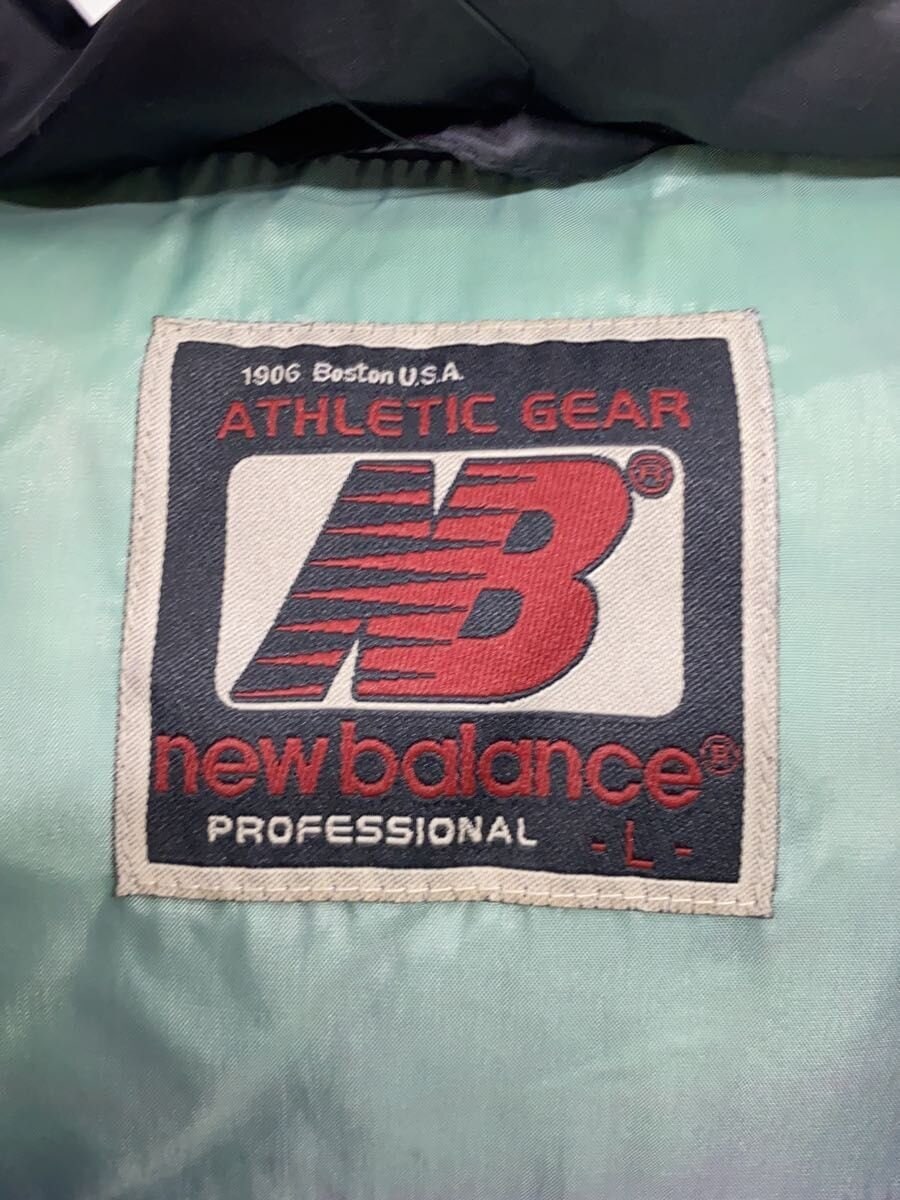 1906 Boston U.S.A.
ATHLETIC GEAR
NB®
new balance®
PROFESSIONAL
- L -